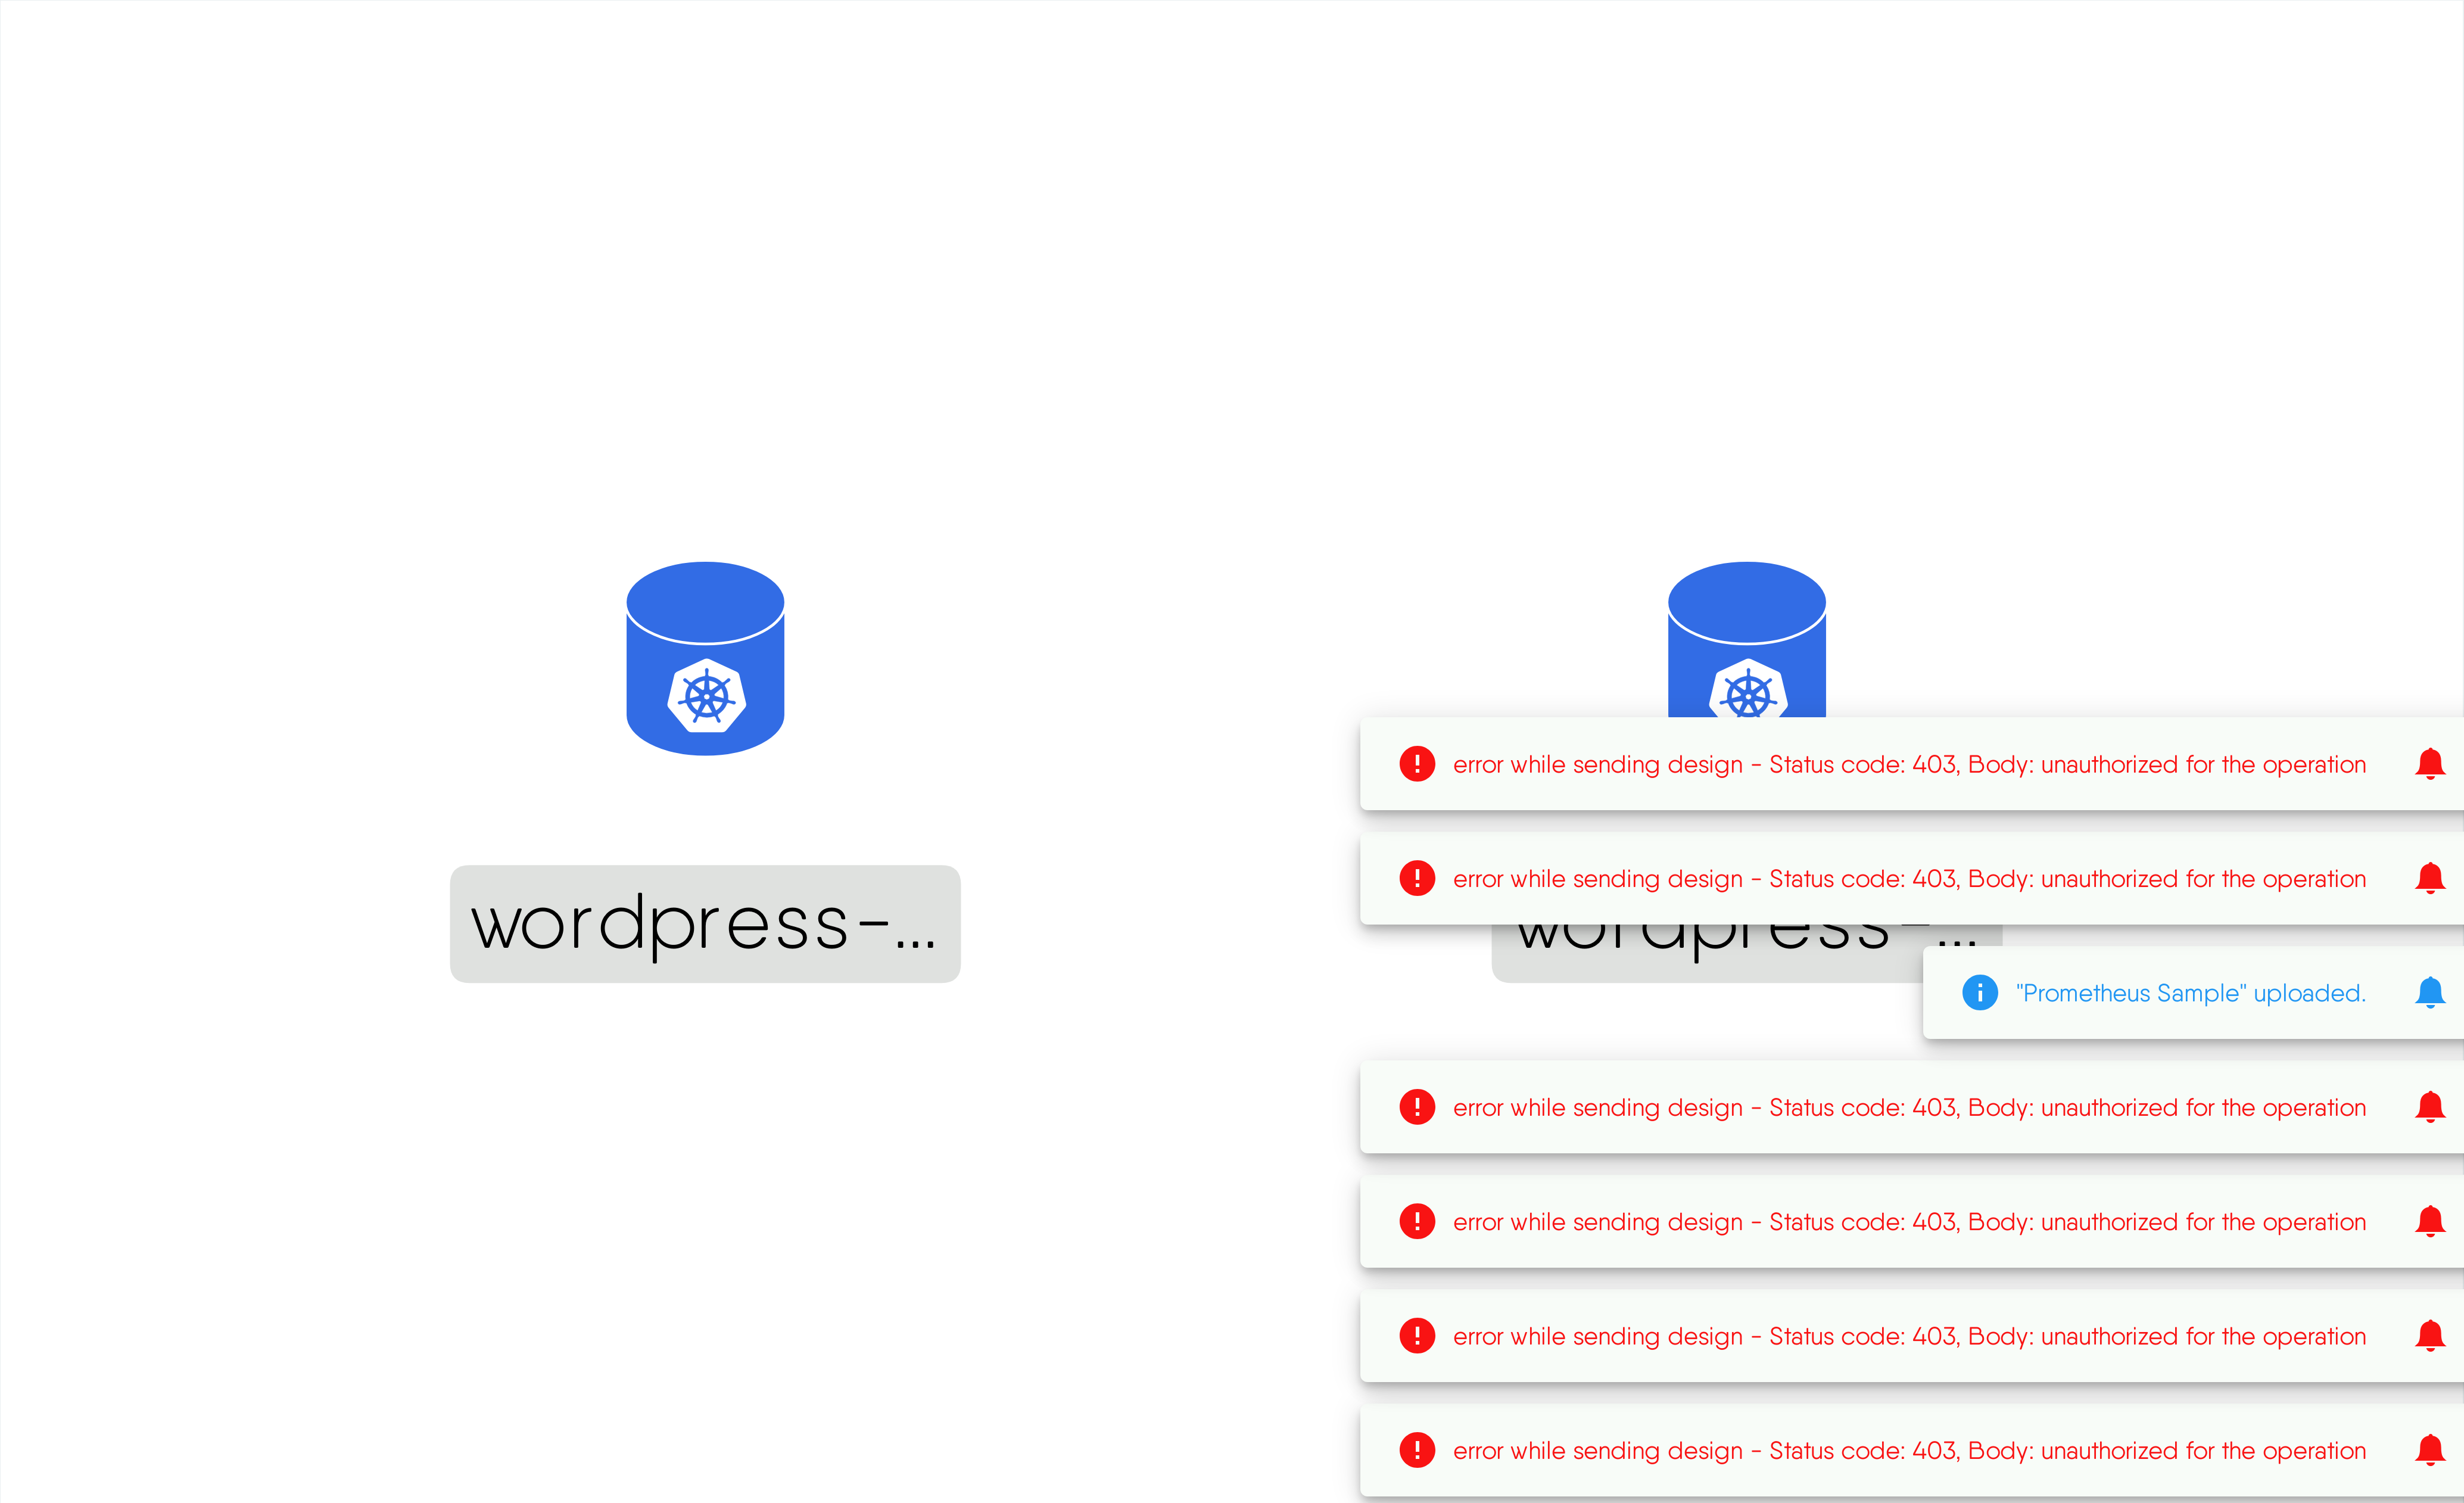 wordpress-...
error while sending design - Status code: 403, Body: unauthorized for the operation
error while sending design - Status code: 403, Body: unauthorized for the operation
wordpress-...
"Prometheus Sample" uploaded.
error while sending design - Status code: 403, Body: unauthorized for the operation
error while sending design - Status code: 403, Body: unauthorized for the operation
error while sending design - Status code: 403, Body: unauthorized for the operation
error while sending design - Status code: 403, Body: unauthorized for the operation